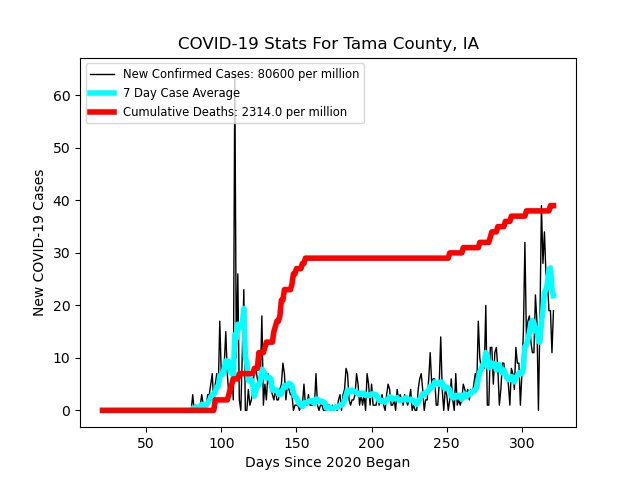 COVID-19 Stats For Tama County, IA
New Confirmed Cases: 80600 per million
7 Day Case Average
Cumulative Deaths: 2314.0 per million
New COVID-19 Cases
60
50
40
30
20
10
0
50
100
150
200
250
300
Days Since 2020 Began